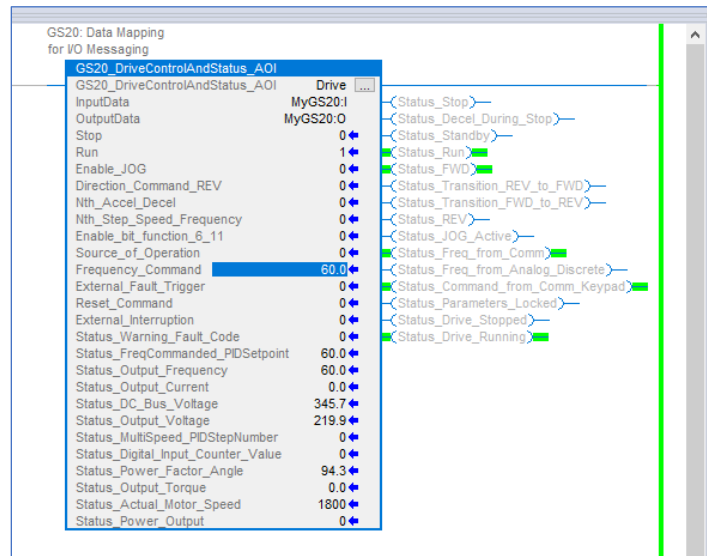 GS20: Data Mapping
for I/O Messaging
GS20_DriveControlAndStatus_AOI
GS20_DriveControlAndStatus_AOI Drive ...
InputData MyGS20:I (Status_Stop)
OutputData MyGS20:O (Status_Decel_During_Stop)
Stop 0 (Status_Standby)
Run 1 (Status_Run)
Enable_JOG 0 (Status_FWD)
Direction_Command_REV 0 (Status_Transition_REV_to_FWD)
Nth_Accel_Decel 0 (Status_Transition_FWD_to_REV)
Nth_Step_Speed_Frequency 0 (Status_REV)
Enable_bit_function_6_11 0 (Status_JOG_Active)
Source_of_Operation 0 (Status_Freq_from_Comm)
Frequency_Command 60.0 (Status_Freq_from_Analog_Discrete)
External_Fault_Trigger 0 (Status_Command_from_Comm_Keypad)
Reset_Command 0 (Status_Parameters_Locked)
External_Interruption 0 (Status_Drive_Stopped)
Status_Warning_Fault_Code 0 (Status_Drive_Running)
Status_FreqCommanded_PIDSetpoint 60.0
Status_Output_Frequency 60.0
Status_Output_Current 0.0
Status_DC_Bus_Voltage 345.7
Status_Output_Voltage 219.9
Status_MultiSpeed_PIDStepNumber 0
Status_Digital_Input_Counter_Value 0
Status_Power_Factor_Angle 94.3
Status_Output_Torque 0.0
Status_Actual_Motor_Speed 1800
Status_Power_Output 0